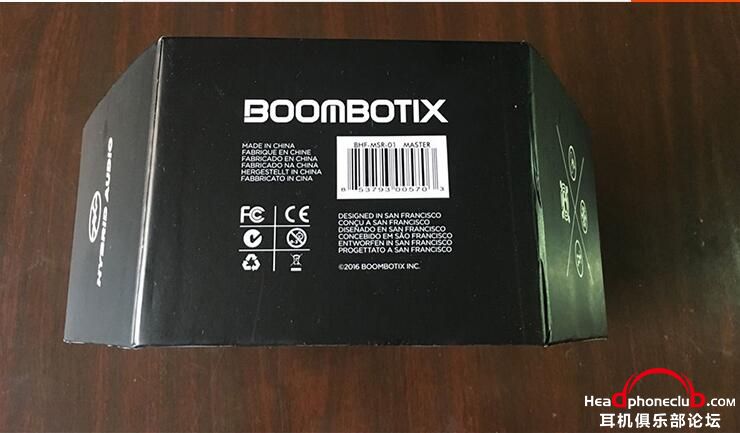 BOOMBOTIX
MADE IN CHINA
FABRIQUE EN CHINE
FABRICADO EN CHINA
FABRICADO NA CHINA
HERGESTELLT IN CHINA
FABBRICATO IN CINA
BHF-MSR-01 MASTER
8 53793 00570 3
FC CE
DESIGNED IN SAN FRANCISCO
CONÇU A SAN FRANCISCO
DISEÑADO EN SAN FRANCISCO
CONCEBIDO EM SÃO FRANCISCO
ENTWORFEN IN SAN FRANCISCO
PROGETTATO A SAN FRANCISCO
©2016 BOOMBOTIX INC.
Headphoneclub.com
耳机俱乐部论坛